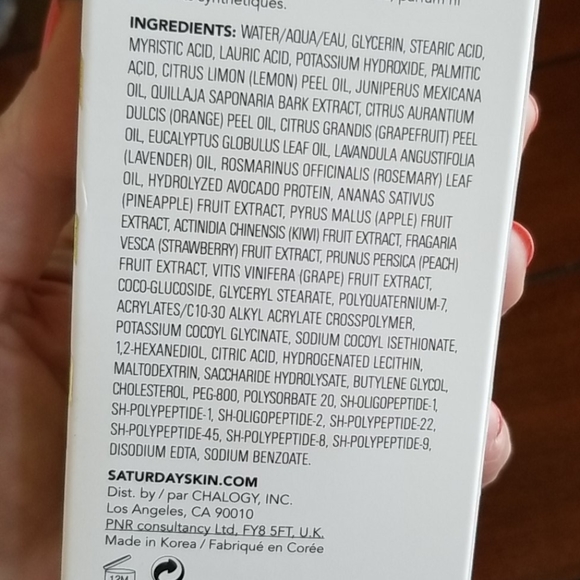 synthétiques. parfum ni
INGREDIENTS: WATER/AQUA/EAU, GLYCERIN, STEARIC ACID,
MYRISTIC ACID, LAURIC ACID, POTASSIUM HYDROXIDE, PALMITIC
ACID, CITRUS LIMON (LEMON) PEEL OIL, JUNIPERUS MEXICANA
OIL, QUILLAJA SAPONARIA BARK EXTRACT, CITRUS AURANTIUM
DULCIS (ORANGE) PEEL OIL, CITRUS GRANDIS (GRAPEFRUIT) PEEL
OIL, EUCALYPTUS GLOBULUS LEAF OIL, LAVANDULA ANGUSTIFOLIA
(LAVENDER) OIL, ROSMARINUS OFFICINALIS (ROSEMARY) LEAF
OIL, HYDROLYZED AVOCADO PROTEIN, ANANAS SATIVUS
(PINEAPPLE) FRUIT EXTRACT, PYRUS MALUS (APPLE) FRUIT
EXTRACT, ACTINIDIA CHINENSIS (KIWI) FRUIT EXTRACT, FRAGARIA
VESCA (STRAWBERRY) FRUIT EXTRACT, PRUNUS PERSICA (PEACH)
FRUIT EXTRACT, VITIS VINIFERA (GRAPE) FRUIT EXTRACT,
COCO-GLUCOSIDE, GLYCERYL STEARATE, POLYQUATERNIUM-7,
ACRYLATES/C10-30 ALKYL ACRYLATE CROSSPOLYMER,
POTASSIUM COCOYL GLYCINATE, SODIUM COCOYL ISETHIONATE,
1,2-HEXANEDIOL, CITRIC ACID, HYDROGENATED LECITHIN,
MALTODEXTRIN, SACCHARIDE HYDROLYSATE, BUTYLENE GLYCOL,
CHOLESTEROL, PEG-800, POLYSORBATE 20, SH-OLIGOPEPTIDE-1,
SH-POLYPEPTIDE-1, SH-OLIGOPEPTIDE-2, SH-POLYPEPTIDE-22,
SH-POLYPEPTIDE-45, SH-POLYPEPTIDE-8, SH-POLYPEPTIDE-9,
DISODIUM EDTA, SODIUM BENZOATE.
SATURDAYSKIN.COM
Dist. by / par CHALOGY, INC.
Los Angeles, CA 90010
PNR consultancy Ltd, FY8 5FT, U.K.
Made in Korea / Fabriqué en Corée
12M